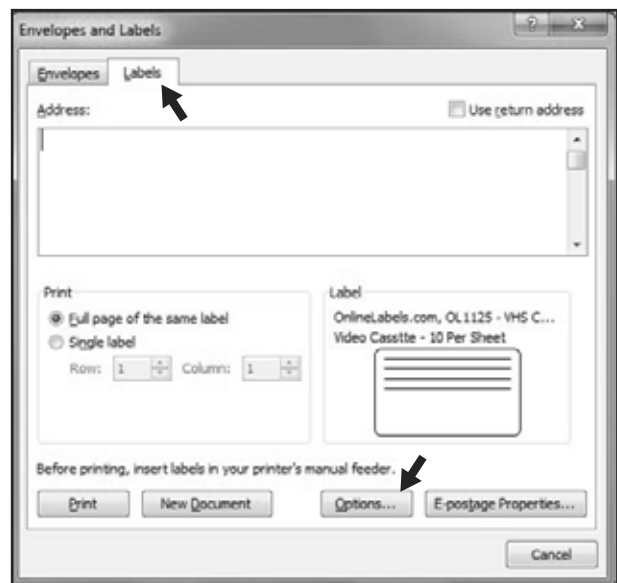 Envelopes and Labels
Envelopes Labels
Address: Use return address
Print
Full page of the same label
Single label
Row: 1 Column: 1
Label
OnlineLabels.com, OL1125 - VHS C...
Video Casstte - 10 Per Sheet
Before printing, insert labels in your printer's manual feeder.
Print New Document Options... E-postage Properties...
Cancel